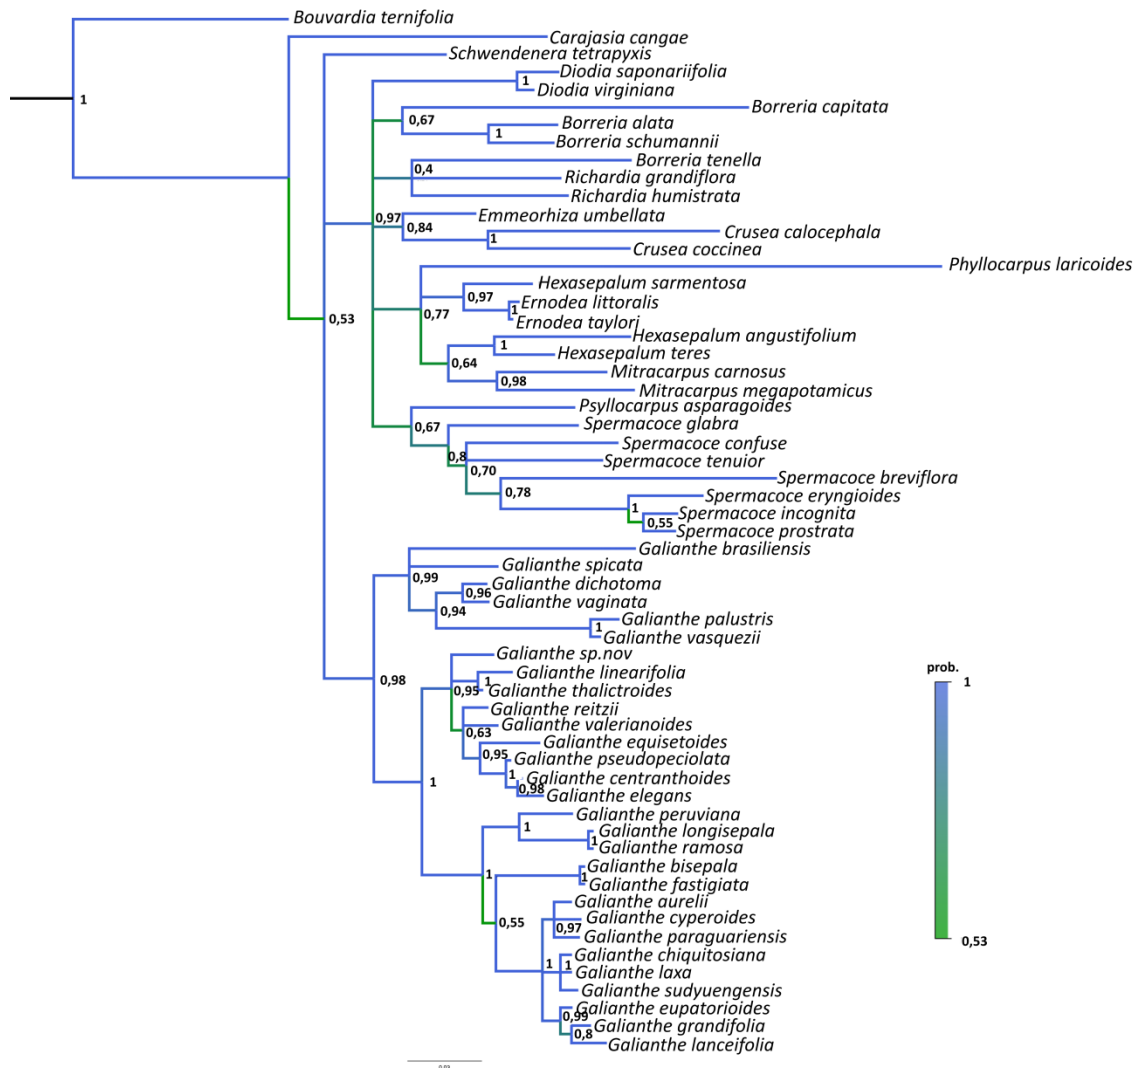 Bouvardia ternifolia
Carajasia cangae
Schwendenera tetrapyxis
Diodia saponariifolia
1
Diodia virginiana
1
Borreria capitata
0,67
Borreria alata
1
Borreria schumannii
Borreria tenella
0,4
Richardia grandiflora
Richardia humistrata
Emmeorhiza umbellata
0,97
0,84
Crusea calocephala
1
Crusea coccinea
Phyllocarpus laricoides
Hexasepalum sarmentosa
0,97
Ernodea littoralis
1
0,77
0,53
Ernodea taylori
Hexasepalum angustifolium
1
Hexasepalum teres
0,64
Mitracarpus carnosus
0,98
Mitracarpus megapotamicus
Psyllocarpus asparagoides
0,67
Spermacoce glabra
Spermacoce confuse
0,8
Spermacoce tenuior
0,70
Spermacoce breviflora
0,78
Spermacoce eryngioides
1
Spermacoce incognita
0,55
Spermacoce prostrata
Galianthe brasiliensis
Galianthe spicata
0,99
Galianthe dichotoma
0,96
Galianthe vaginata
0,94
Galianthe palustris
1
Galianthe vasquezii
Galianthe sp.nov
Galianthe linearifolia
1
0,98
0,95
Galianthe thalictroides
Galianthe reitzii
Galianthe valerianoides
0,63
Galianthe equisetoides
0,95
Galianthe pseudopeciolata
1
Galianthe centranthoides
0,98
1
Galianthe elegans
Galianthe peruviana
1
Galianthe longisepala
1
Galianthe ramosa
Galianthe bisepala
1
1
Galianthe fastigiata
Galianthe aurelii
Galianthe cyperoides
0,55
0,97
Galianthe paraguariensis
Galianthe chiquitosiana
1
1
Galianthe laxa
Galianthe sudyuengensis
Galianthe eupatorioides
0,99
Galianthe grandifolia
0,8
Galianthe lanceifolia
prob.
1
0,53
0.03